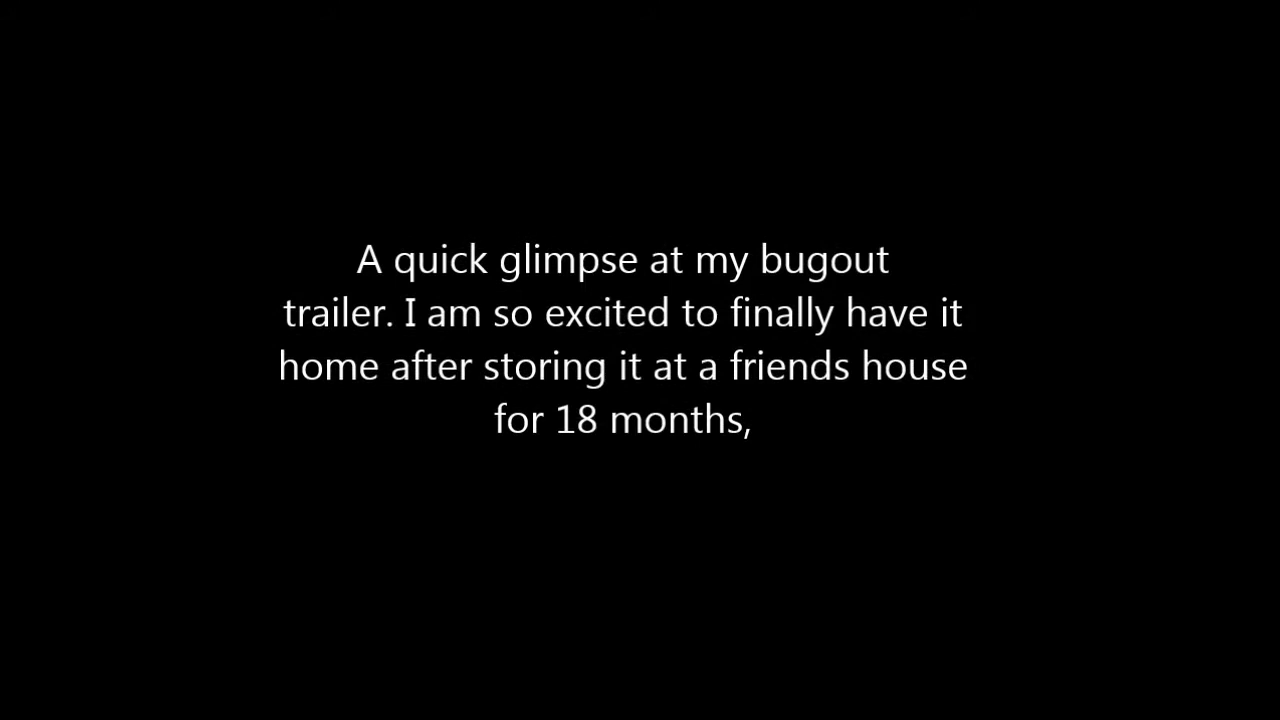 A quick glimpse at my bugout
trailer. I am so excited to finally have it
home after storing it at a friends house
for 18 months,